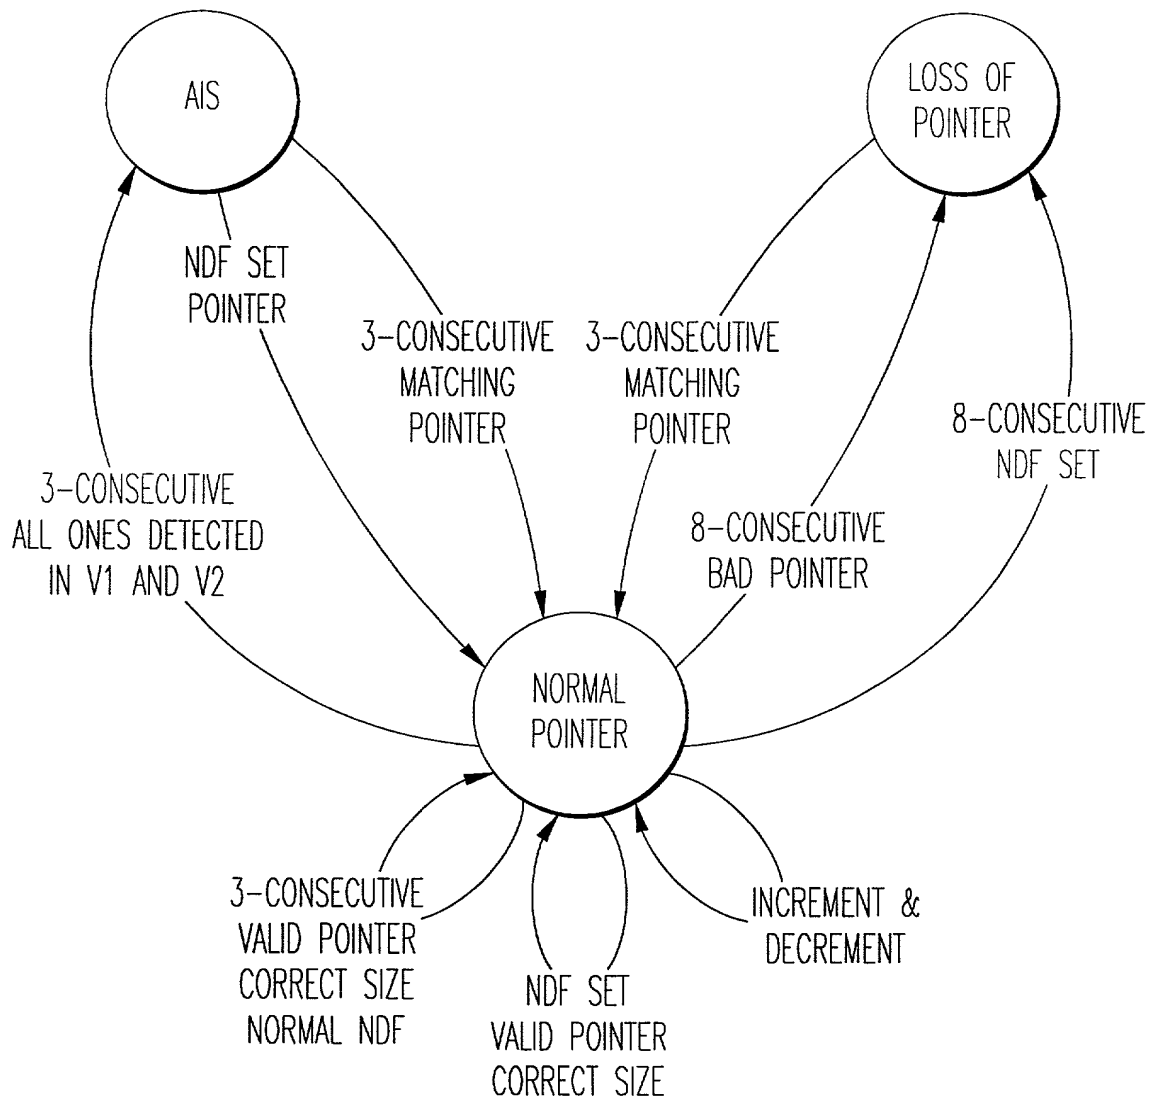 AIS
LOSS OF
POINTER
NDF SET
POINTER
3-CONSECUTIVE
MATCHING
POINTER
3-CONSECUTIVE
MATCHING
POINTER
8-CONSECUTIVE
NDF SET
3-CONSECUTIVE
ALL ONES DETECTED
IN V1 AND V2
8-CONSECUTIVE
BAD POINTER
NORMAL
POINTER
3-CONSECUTIVE
VALID POINTER
CORRECT SIZE
NORMAL NDF
NDF SET
VALID POINTER
CORRECT SIZE
INCREMENT &
DECREMENT